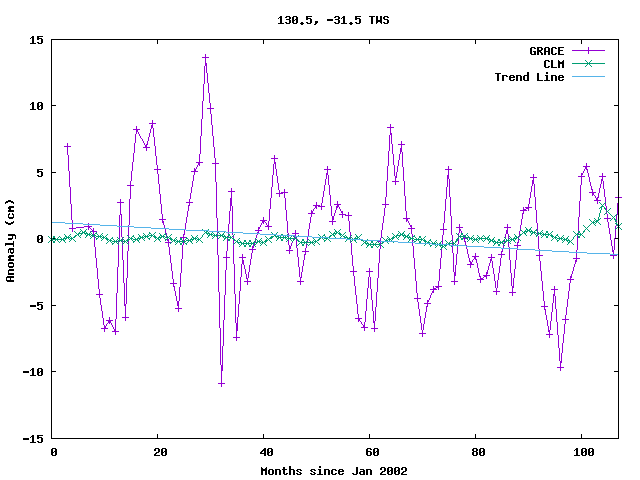 130.5, -31.5 TWS
GRACE
CLM
Trend Line
Anomaly (cm)
15
10
5
0
-5
-10
-15
0 20 40 60 80 100
Months since Jan 2002